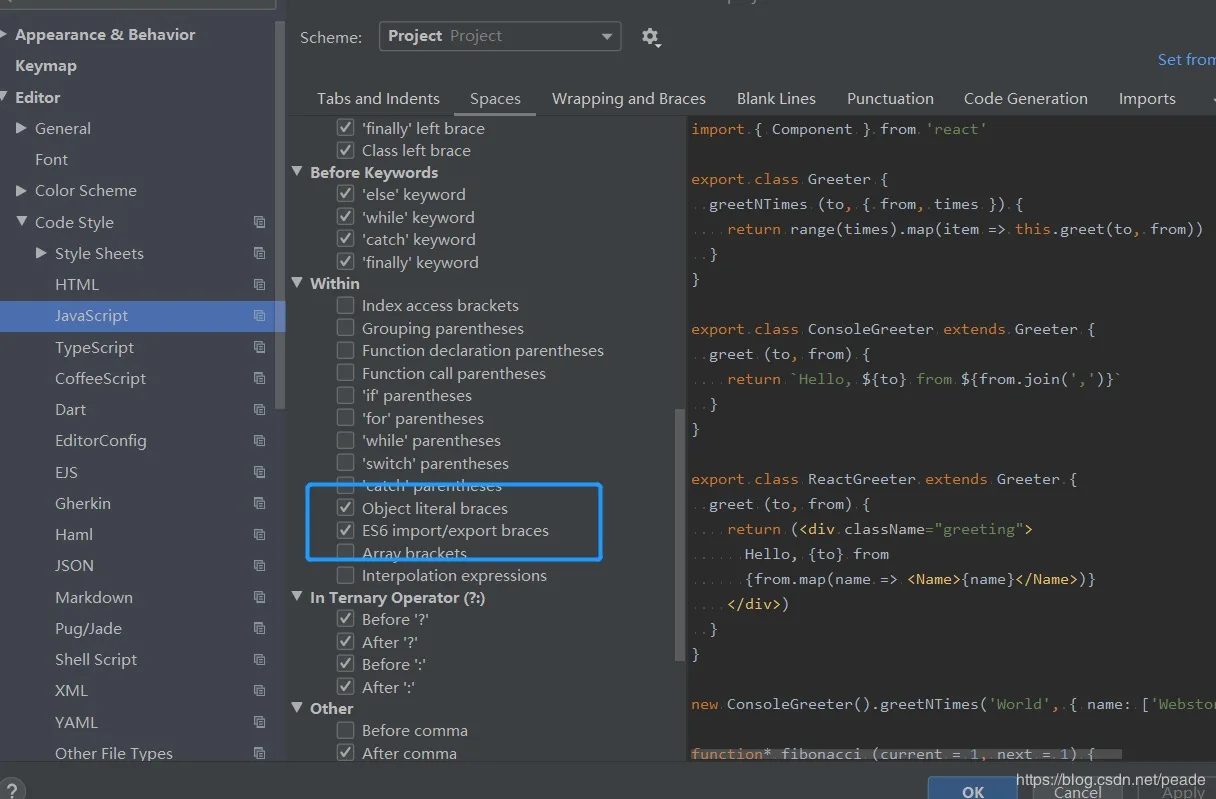 Appearance & Behavior
Keymap
Editor
General
Font
Color Scheme
Code Style
Style Sheets
HTML
JavaScript
TypeScript
CoffeeScript
Dart
EditorConfig
EJS
Gherkin
Haml
JSON
Markdown
Pug/Jade
Shell Script
XML
YAML
Other File Types
?
Scheme: Project Project
Set from
Tabs and Indents Spaces Wrapping and Braces Blank Lines Punctuation Code Generation Imports
'finally' left brace
Class left brace
Before Keywords
'else' keyword
'while' keyword
'catch' keyword
'finally' keyword
Within
Index access brackets
Grouping parentheses
Function declaration parentheses
Function call parentheses
'if' parentheses
'for' parentheses
'while' parentheses
'switch' parentheses
'catch' parentheses
Object literal braces
ES6 import/export braces
Array brackets
Interpolation expressions
In Ternary Operator (?:)
Before '?'
After '?'
Before ':'
After ':'
Other
Before comma
After comma
import { Component } from 'react'
export class Greeter {
greetNTimes (to, { from, times }) {
return range(times).map(item => this.greet(to, from))
}
}
export class ConsoleGreeter extends Greeter {
greet (to, from) {
return `Hello, ${to} from ${from.join(',')}`
}
}
export class ReactGreeter extends Greeter {
greet (to, from) {
return (<div className="greeting">
Hello, {to} from
{from.map(name => <Name>{name}</Name>)}
</div>)
}
}
new ConsoleGreeter().greetNTimes('World', { name: ['Websto
function* fibonacci (current = 1, next = 1) {
https://blog.csdn.net/peade
OK Cancel Apply